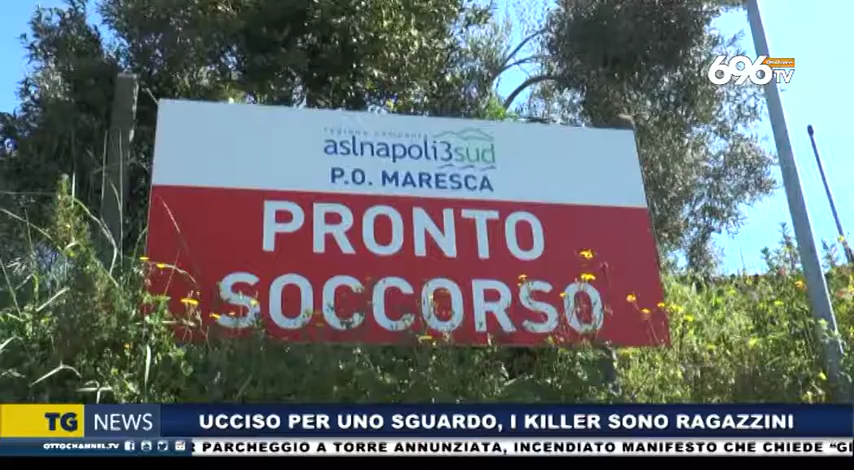 696 OttoChannel TV
regione campania
aslnapoli3sud
P.O. MARESCA
PRONTO
SOCCORSO
TG NEWS UCCISO PER UNO SGUARDO, I KILLER SONO RAGAZZINI
OTTOCHANNEL.TV PARCHEGGIO A TORRE ANNUNZIATA, INCENDIATO MANIFESTO CHE CHIEDE